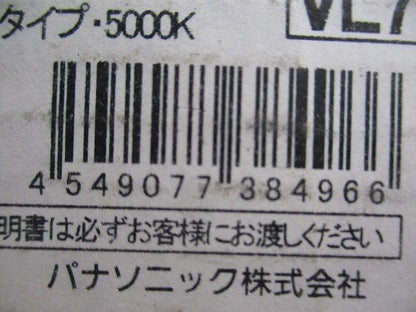 タイプ・5000K
VL7
4 549077 384966
明書は必ずお客様にお渡しください
パナソニック株式会社